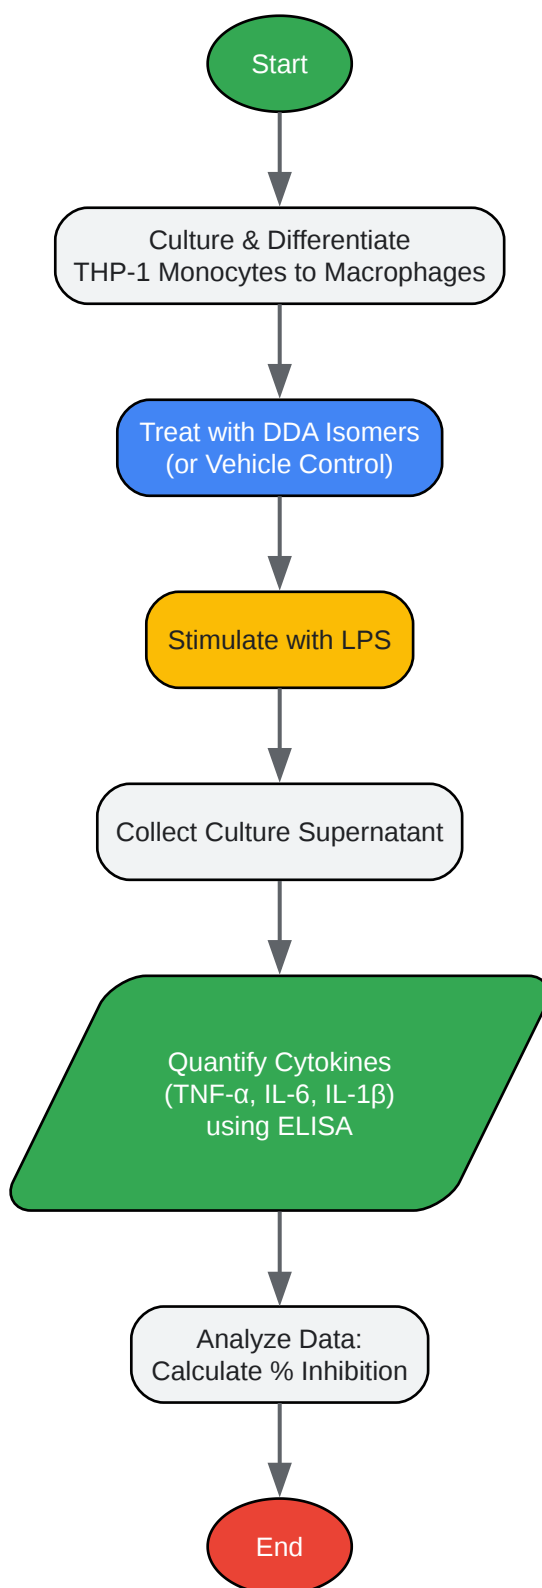 Start
Culture & Differentiate
THP-1 Monocytes to Macrophages
Treat with DDA Isomers
(or Vehicle Control)
Stimulate with LPS
Collect Culture Supernatant
Quantify Cytokines
(TNF-α, IL-6, IL-1β)
using ELISA
Analyze Data:
Calculate % Inhibition
End